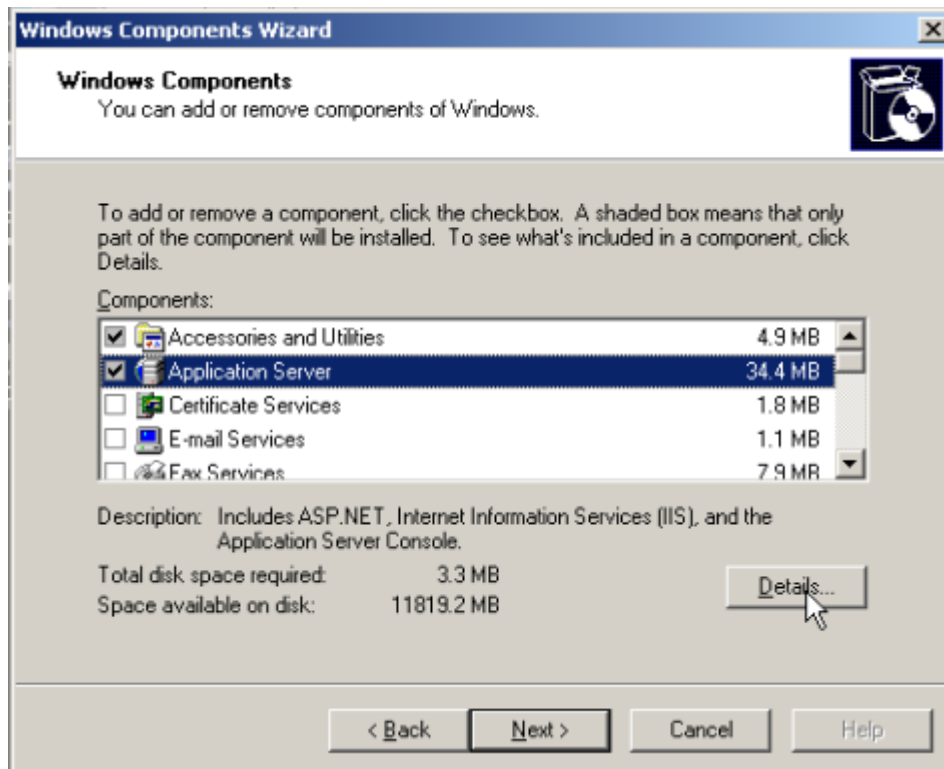 Windows Components Wizard
Windows Components
You can add or remove components of Windows.
To add or remove a component, click the checkbox. A shaded box means that only
part of the component will be installed. To see what's included in a component, click
Details.
Components:
Accessories and Utilities 4.9 MB
Application Server 34.4 MB
Certificate Services 1.8 MB
E-mail Services 1.1 MB
Fax Services 7.9 MB
Description: Includes ASP.NET, Internet Information Services (IIS), and the
Application Server Console.
Total disk space required: 3.3 MB
Space available on disk: 11819.2 MB
Details...
< Back Next > Cancel Help